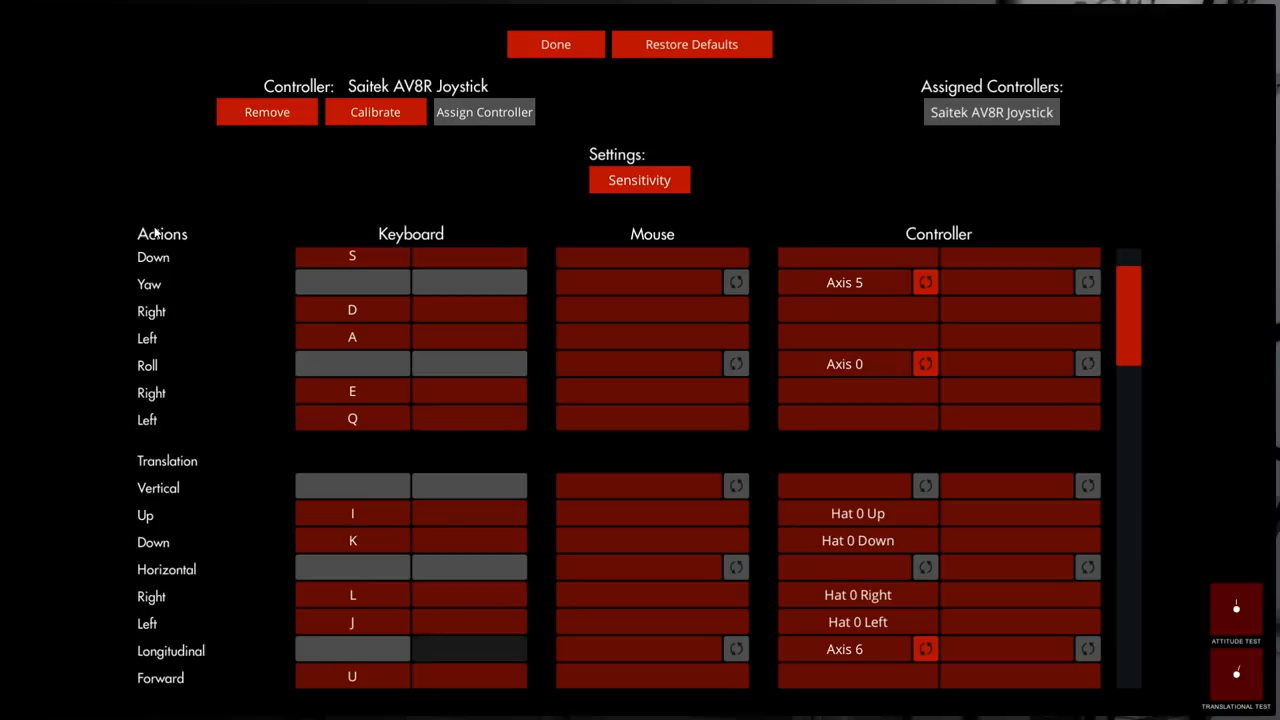 Done Restore Defaults
Controller: Saitek AV8R Joystick Assigned Controllers:
Remove Calibrate Assign Controller Saitek AV8R Joystick
Settings:
Sensitivity
Actions Keyboard Mouse Controller
Down S
Yaw Axis 5
Right D
Left A
Roll Axis 0
Right E
Left Q
Translation
Vertical
Up I Hat 0 Up
Down K Hat 0 Down
Horizontal
Right L Hat 0 Right
Left J Hat 0 Left
ATTITUDE TEST
Longitudinal Axis 6
Forward U
TRANSLATIONAL TEST